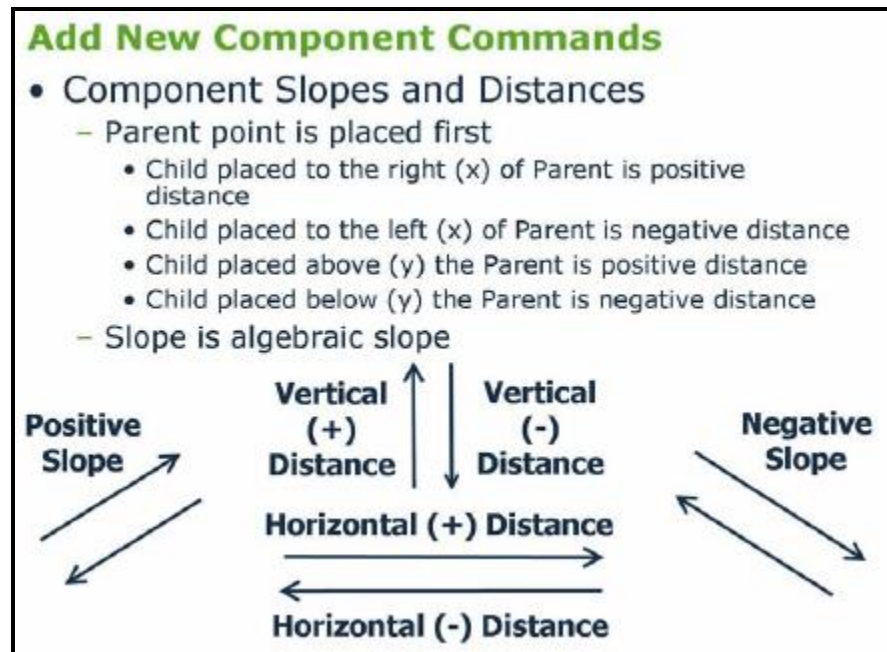 Add New Component Commands
• Component Slopes and Distances
– Parent point is placed first
• Child placed to the right (x) of Parent is positive
distance
• Child placed to the left (x) of Parent is negative distance
• Child placed above (y) the Parent is positive distance
• Child placed below (y) the Parent is negative distance
– Slope is algebraic slope
Positive
Slope
Vertical
(+)
Distance
Vertical
(-)
Distance
Negative
Slope
Horizontal (+) Distance
Horizontal (-) Distance